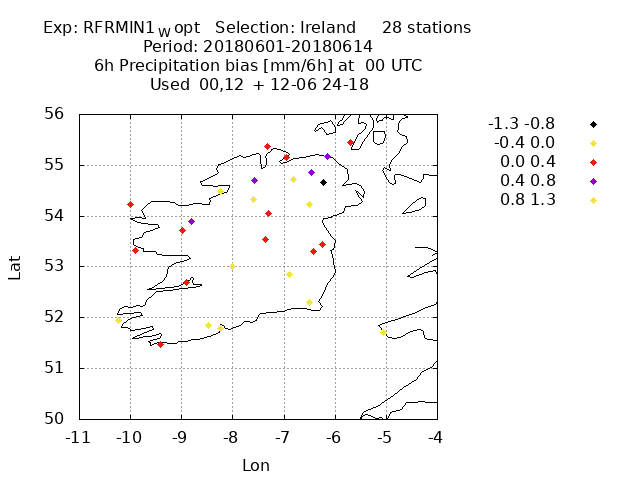 Exp: RFRMIN1_W opt   Selection: Ireland     28 stations
Period: 20180601-20180614
6h Precipitation bias [mm/6h] at  00 UTC
Used  00,12  + 12-06 24-18
-1.3 -0.8
-0.4 0.0
0.0 0.4
0.4 0.8
0.8 1.3
56
55
54
53
52
51
50
Lat
-11 -10 -9 -8 -7 -6 -5 -4
Lon